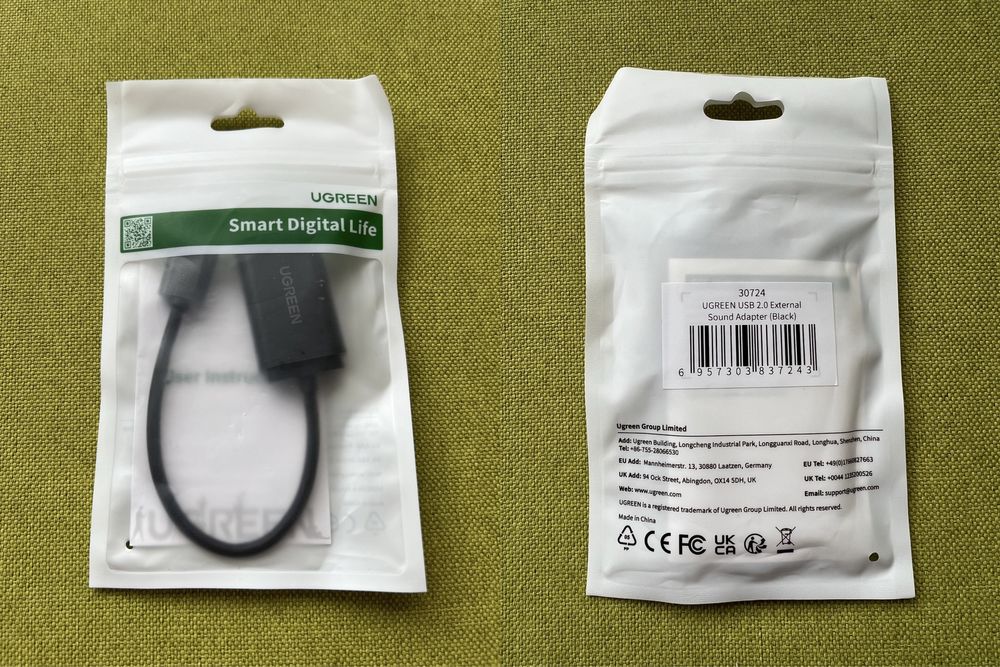 UGREEN
Smart Digital Life
UGREEN
User Instruc
UGREEN
30724
UGREEN USB 2.0 External
Sound Adapter (Black)
6 957303 837243
Ugreen Group Limited
Add: Ugreen Building, Longcheng Industrial Park, Longguanxi Road, Longhua, Shenzhen, China
Tel: +86-755-28066530
EU Add: Mannheimerstr. 13, 30880 Laatzen, Germany
EU Tel:
UK Add: 94 Ock Street, Abingdon, OX14 5DH, UK
UK Tel: +0044
Web: www.ugreen.com
Email: support@ugreen.com
UGREEN is a registered trademark of Ugreen Group Limited. All rights reserved.
Made in China
05
PP
CE FC UK
CA